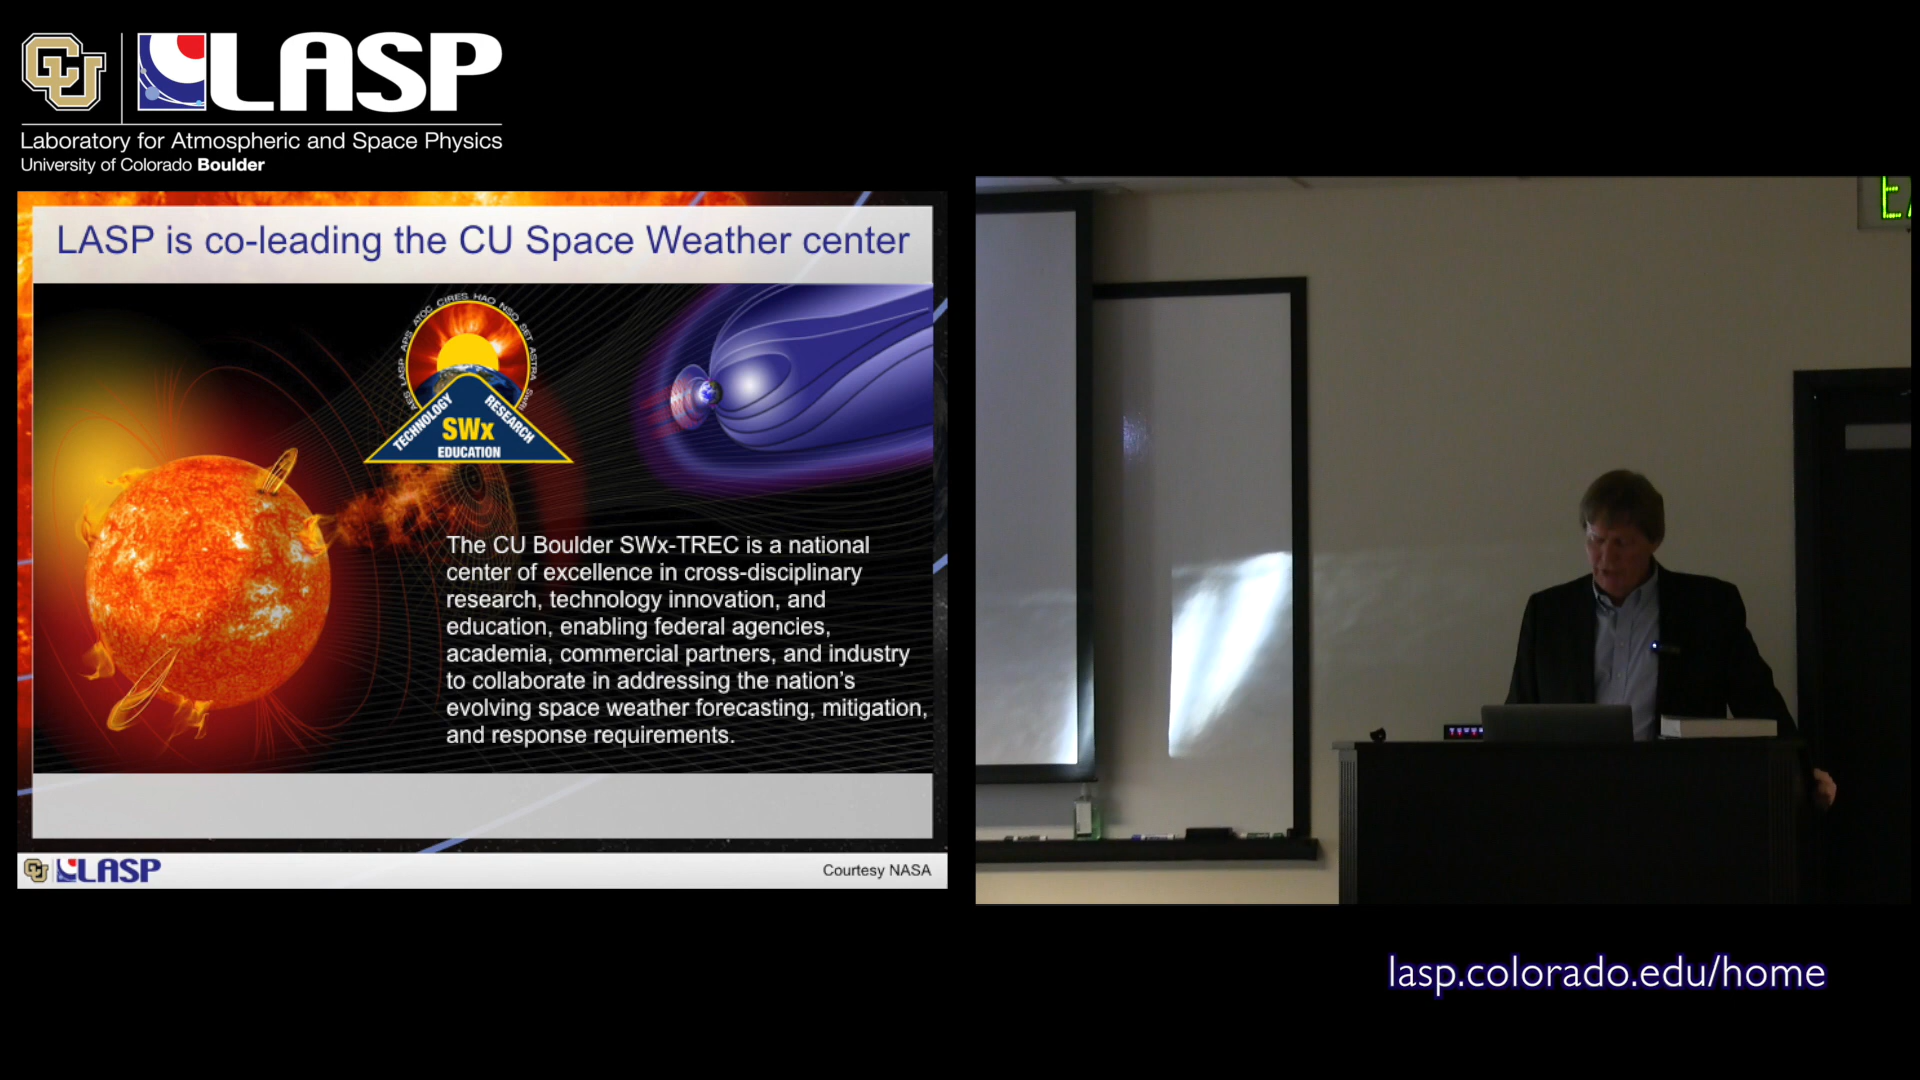 CU LASP
Laboratory for Atmospheric and Space Physics
University of Colorado Boulder
LASP is co-leading the CU Space Weather center
AES LASP APS ATOC CIRES HAO NSO SET ASTRA SwRI
TECHNOLOGY
RESEARCH
SWx
EDUCATION
The CU Boulder SWx-TREC is a national
center of excellence in cross-disciplinary
research, technology innovation, and
education, enabling federal agencies,
academia, commercial partners, and industry
to collaborate in addressing the nation's
evolving space weather forecasting, mitigation,
and response requirements.
CU LASP
Courtesy NASA
lasp.colorado.edu/home